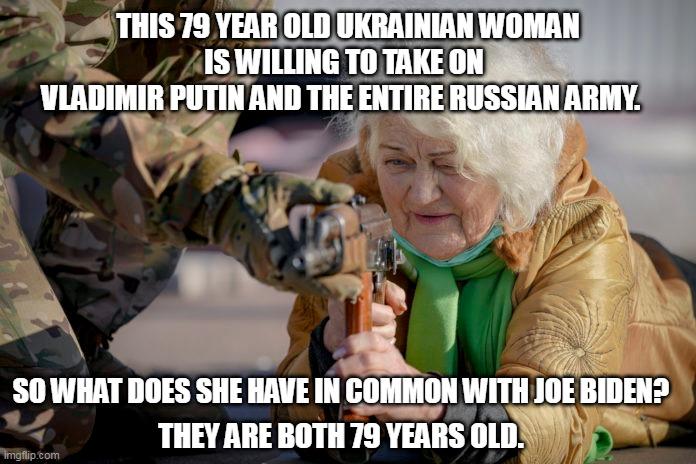 THIS 79 YEAR OLD UKRAINIAN WOMAN
IS WILLING TO TAKE ON
VLADIMIR PUTIN AND THE ENTIRE RUSSIAN ARMY.
SO WHAT DOES SHE HAVE IN COMMON WITH JOE BIDEN?
THEY ARE BOTH 79 YEARS OLD.
imgflip.com